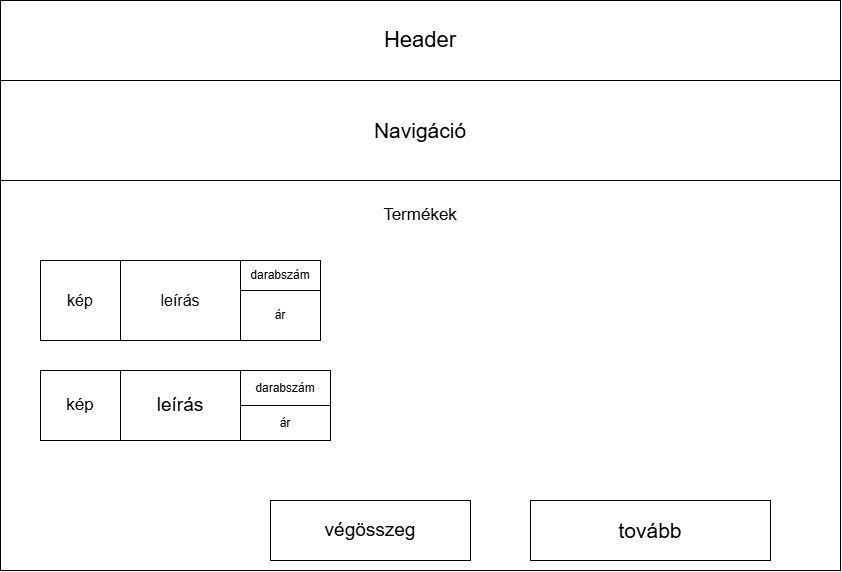 Header
Navigáció
Termékek
kép
leírás
darabszám
ár
kép
leírás
darabszám
ár
végösszeg
tovább